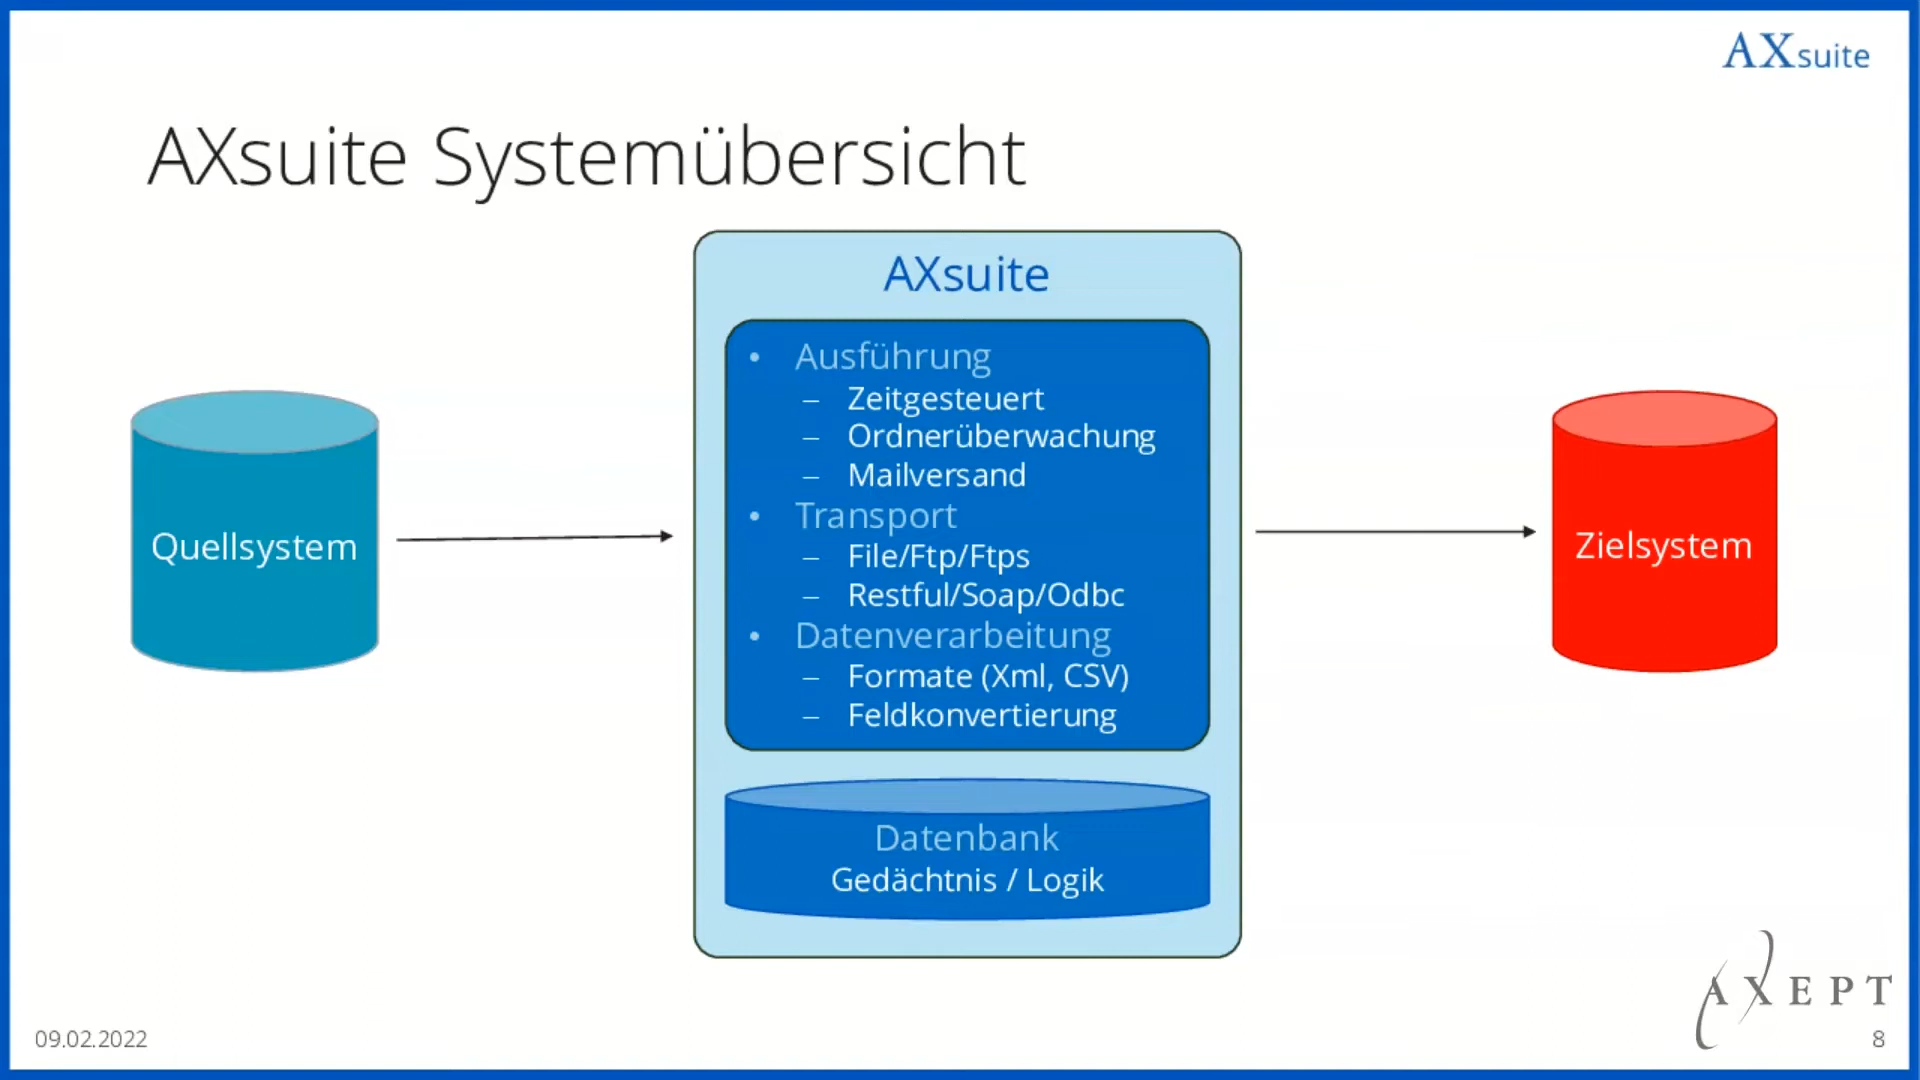 AXsuite
AXsuite Systemübersicht
AXsuite
• Ausführung
– Zeitgesteuert
– Ordnerüberwachung
– Mailversand
• Transport
– File/Ftp/Ftps
– Restful/Soap/Odbc
• Datenverarbeitung
– Formate (Xml, CSV)
– Feldkonvertierung
Quellsystem
Zielsystem
Datenbank
Gedächtnis / Logik
AXEPT
09.02.2022
8